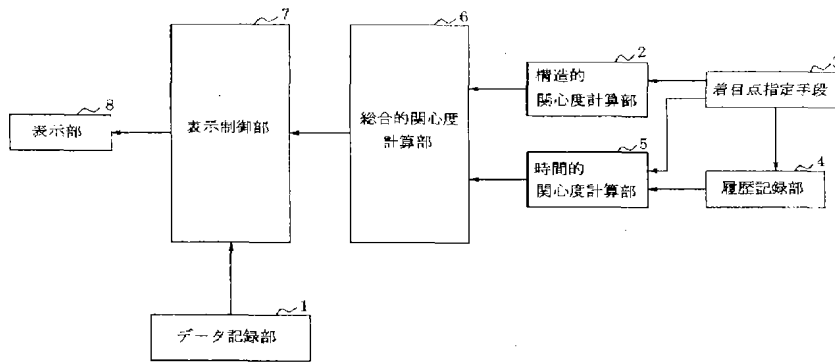 7
6
2
3
8
構造的
関心度計算部
着目点指定手段
表示部
表示制御部
総合的関心度
計算部
5
4
時間的
関心度計算部
履歴記録部
1
データ記録部